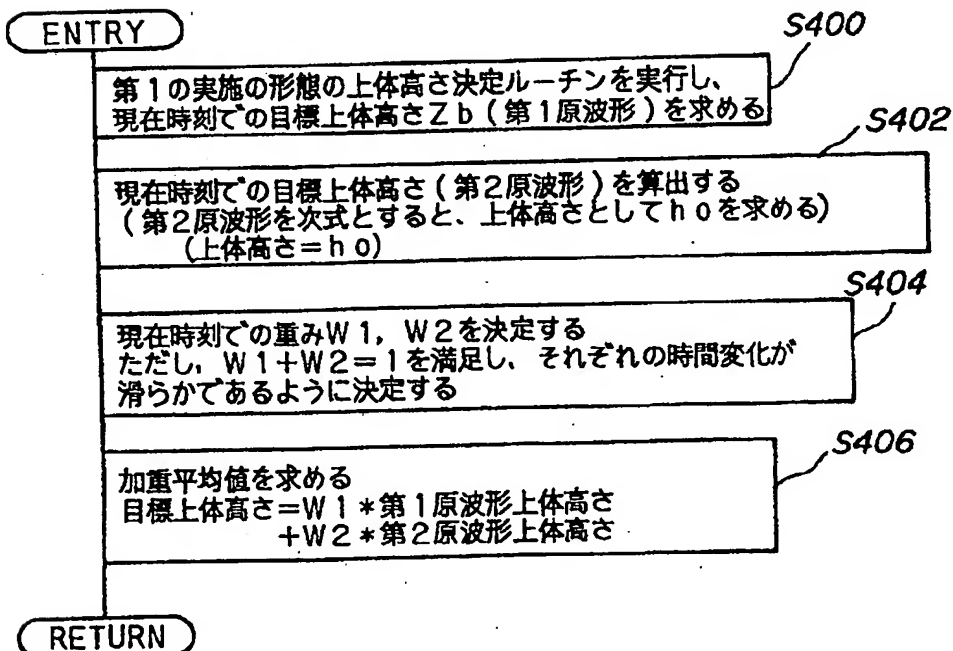 ENTRY
S400
第1の実施の形態の上体高さ決定ルーチンを実行し、
現在時刻での目標上体高さZb(第1原波形)を求める
S402
現在時刻での目標上体高さ(第2原波形)を算出する
(第2原波形を次式とすると、上体高さとしてhoを求める)
(上体高さ=ho)
S404
現在時刻での重みW1,W2を決定する
ただし,W1+W2=1を満足し、それぞれの時間変化が
滑らかであるように決定する
S406
加重平均値を求める
目標上体高さ=W1*第1原波形上体高さ
+W2*第2原波形上体高さ
RETURN